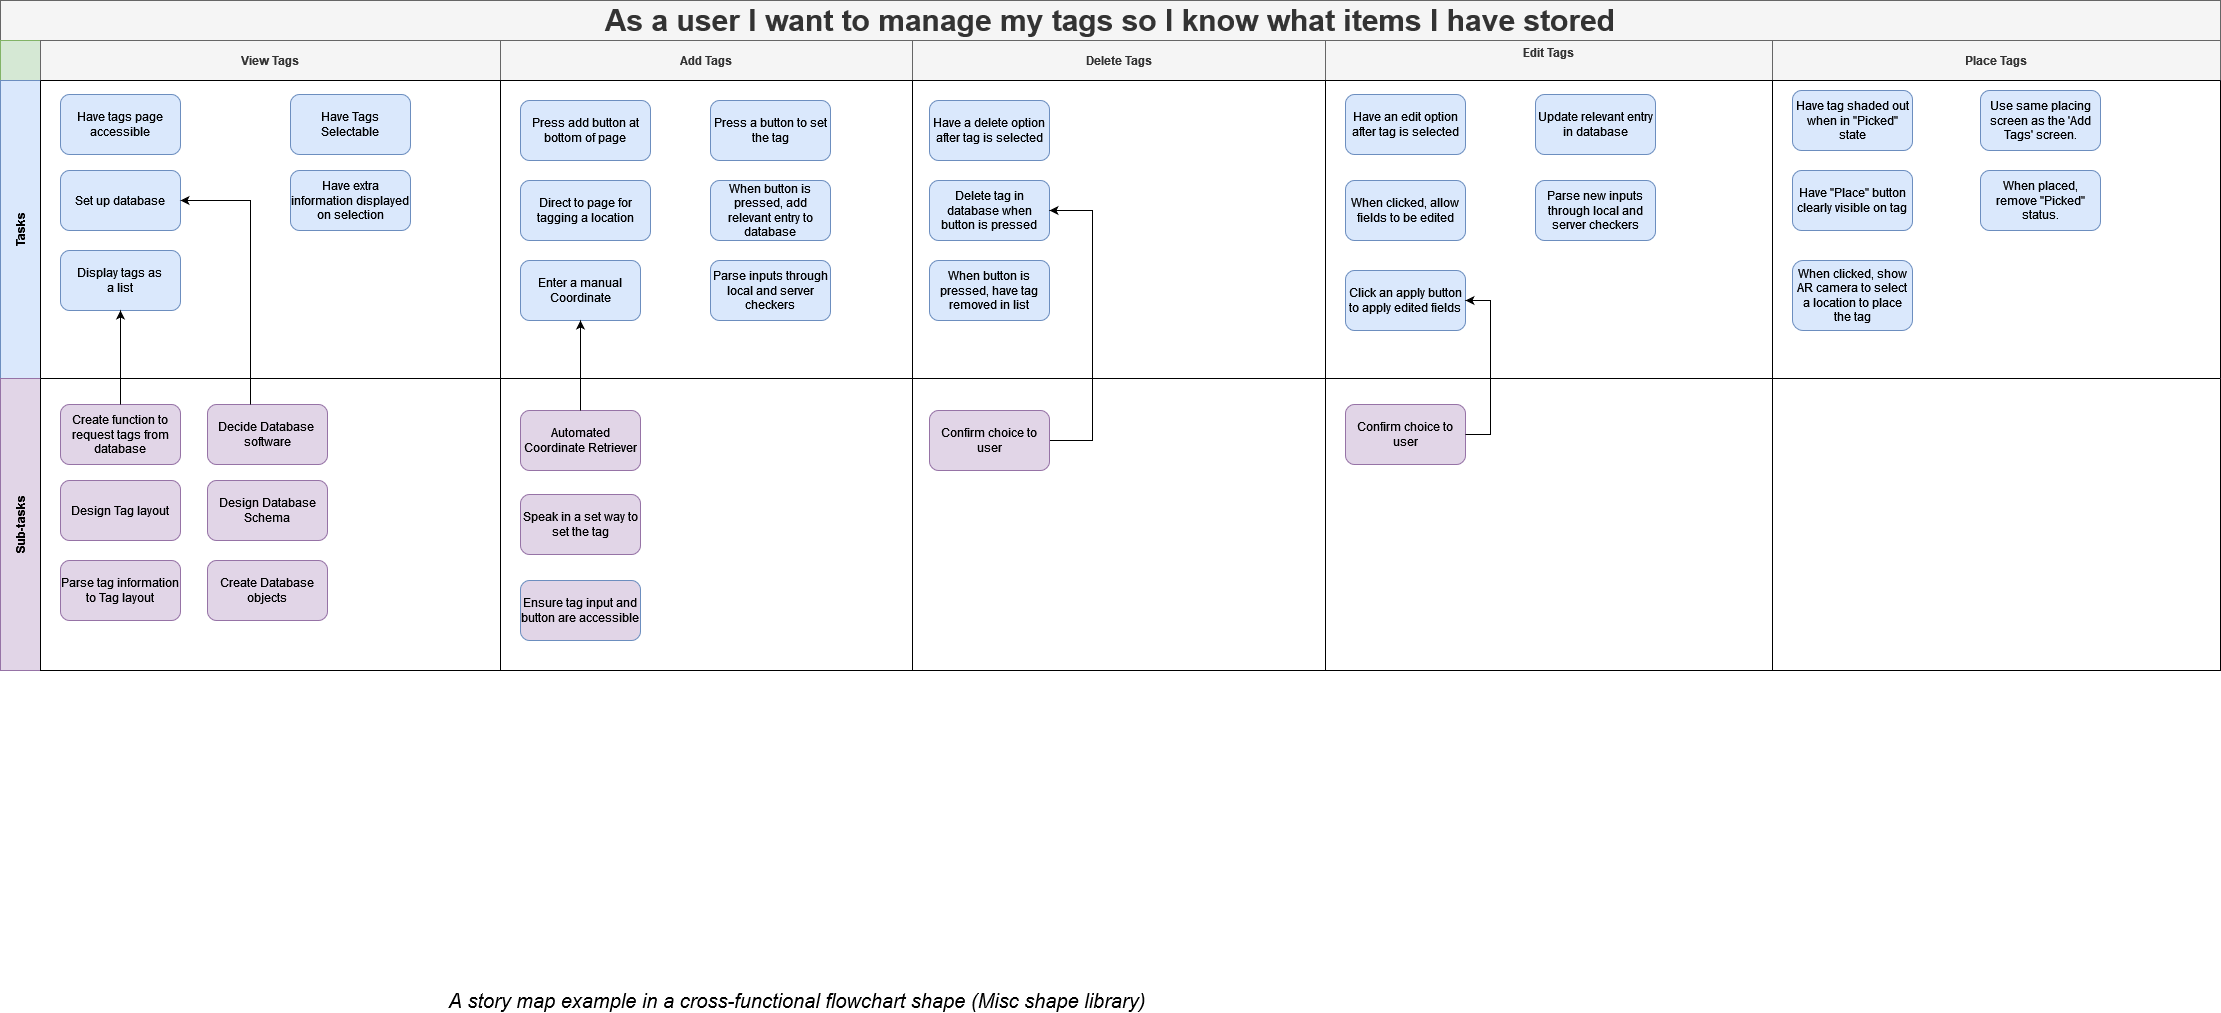 As a user I want to manage my tags so I know what items I have stored
View Tags
Add Tags
Delete Tags
Edit Tags
Place Tags
Tasks
Have tags page
accessible
Have Tags
Selectable
Set up database
Have extra
information displayed
on selection
Display tags as
a list
Press add button at
bottom of page
Press a button to set
the tag
Direct to page for
tagging a location
When button is
pressed, add
relevant entry to
database
Enter a manual
Coordinate
Parse inputs through
local and server
checkers
Have a delete option
after tag is selected
Delete tag in
database when
button is pressed
When button is
pressed, have tag
removed in list
Have an edit option
after tag is selected
Update relevant entry
in database
When clicked, allow
fields to be edited
Parse new inputs
through local and
server checkers
Click an apply button
to apply edited fields
Have tag shaded out
when in "Picked"
state
Use same placing
screen as the 'Add
Tags' screen.
Have "Place" button
clearly visible on tag
When placed,
remove "Picked"
status.
When clicked, show
AR camera to select
a location to place
the tag
Sub-tasks
Create function to
request tags from
database
Decide Database
software
Design Tag layout
Design Database
Schema
Parse tag information
to Tag layout
Create Database
objects
Automated
Coordinate Retriever
Speak in a set way to
set the tag
Ensure tag input and
button are accessible
Confirm choice to
user
Confirm choice to
user
A story map example in a cross-functional flowchart shape (Misc shape library)